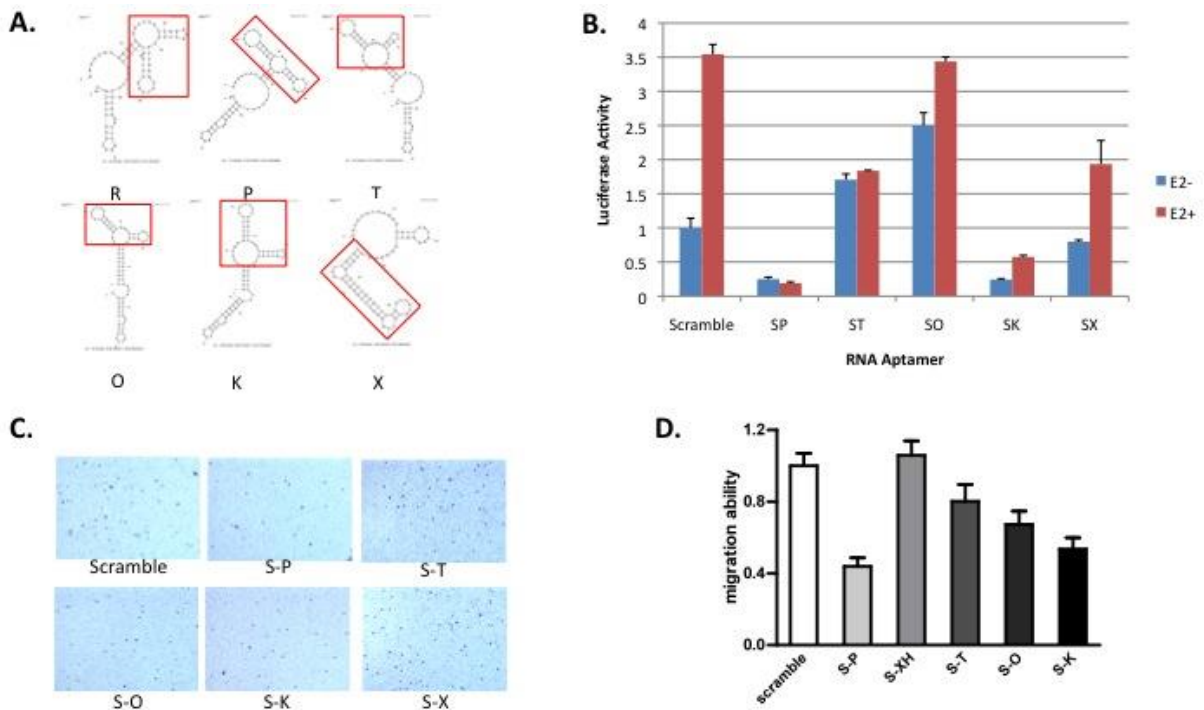 A.
R P T
O K X
B.
Luciferase Activity
4
3.5
3
2.5
2
1.5
1
0.5
0
Scramble SP ST SO SK SX
RNA Aptamer
E2-
E2+
C.
Scramble S-P S-T
S-O S-K S-X
D.
migration ability
1.2
0.8
0.4
0.0
scramble S-P S-XH S-T S-O S-K